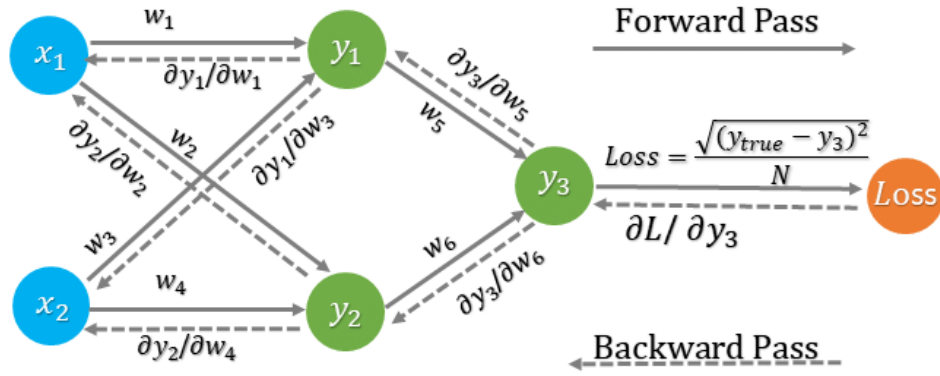 Forward Pass
w₁
x₁
y₁
∂y₁/∂w₁
∂y₃/∂w₅
w₅
w₂
∂y₂/∂w₂
∂y₁/∂w₃
Loss = √(y_true − y₃)² / N
y₃
Loss
∂L/ ∂y₃
w₃
w₄
w₆
∂y₃/∂w₆
x₂
y₂
∂y₂/∂w₄
Backward Pass